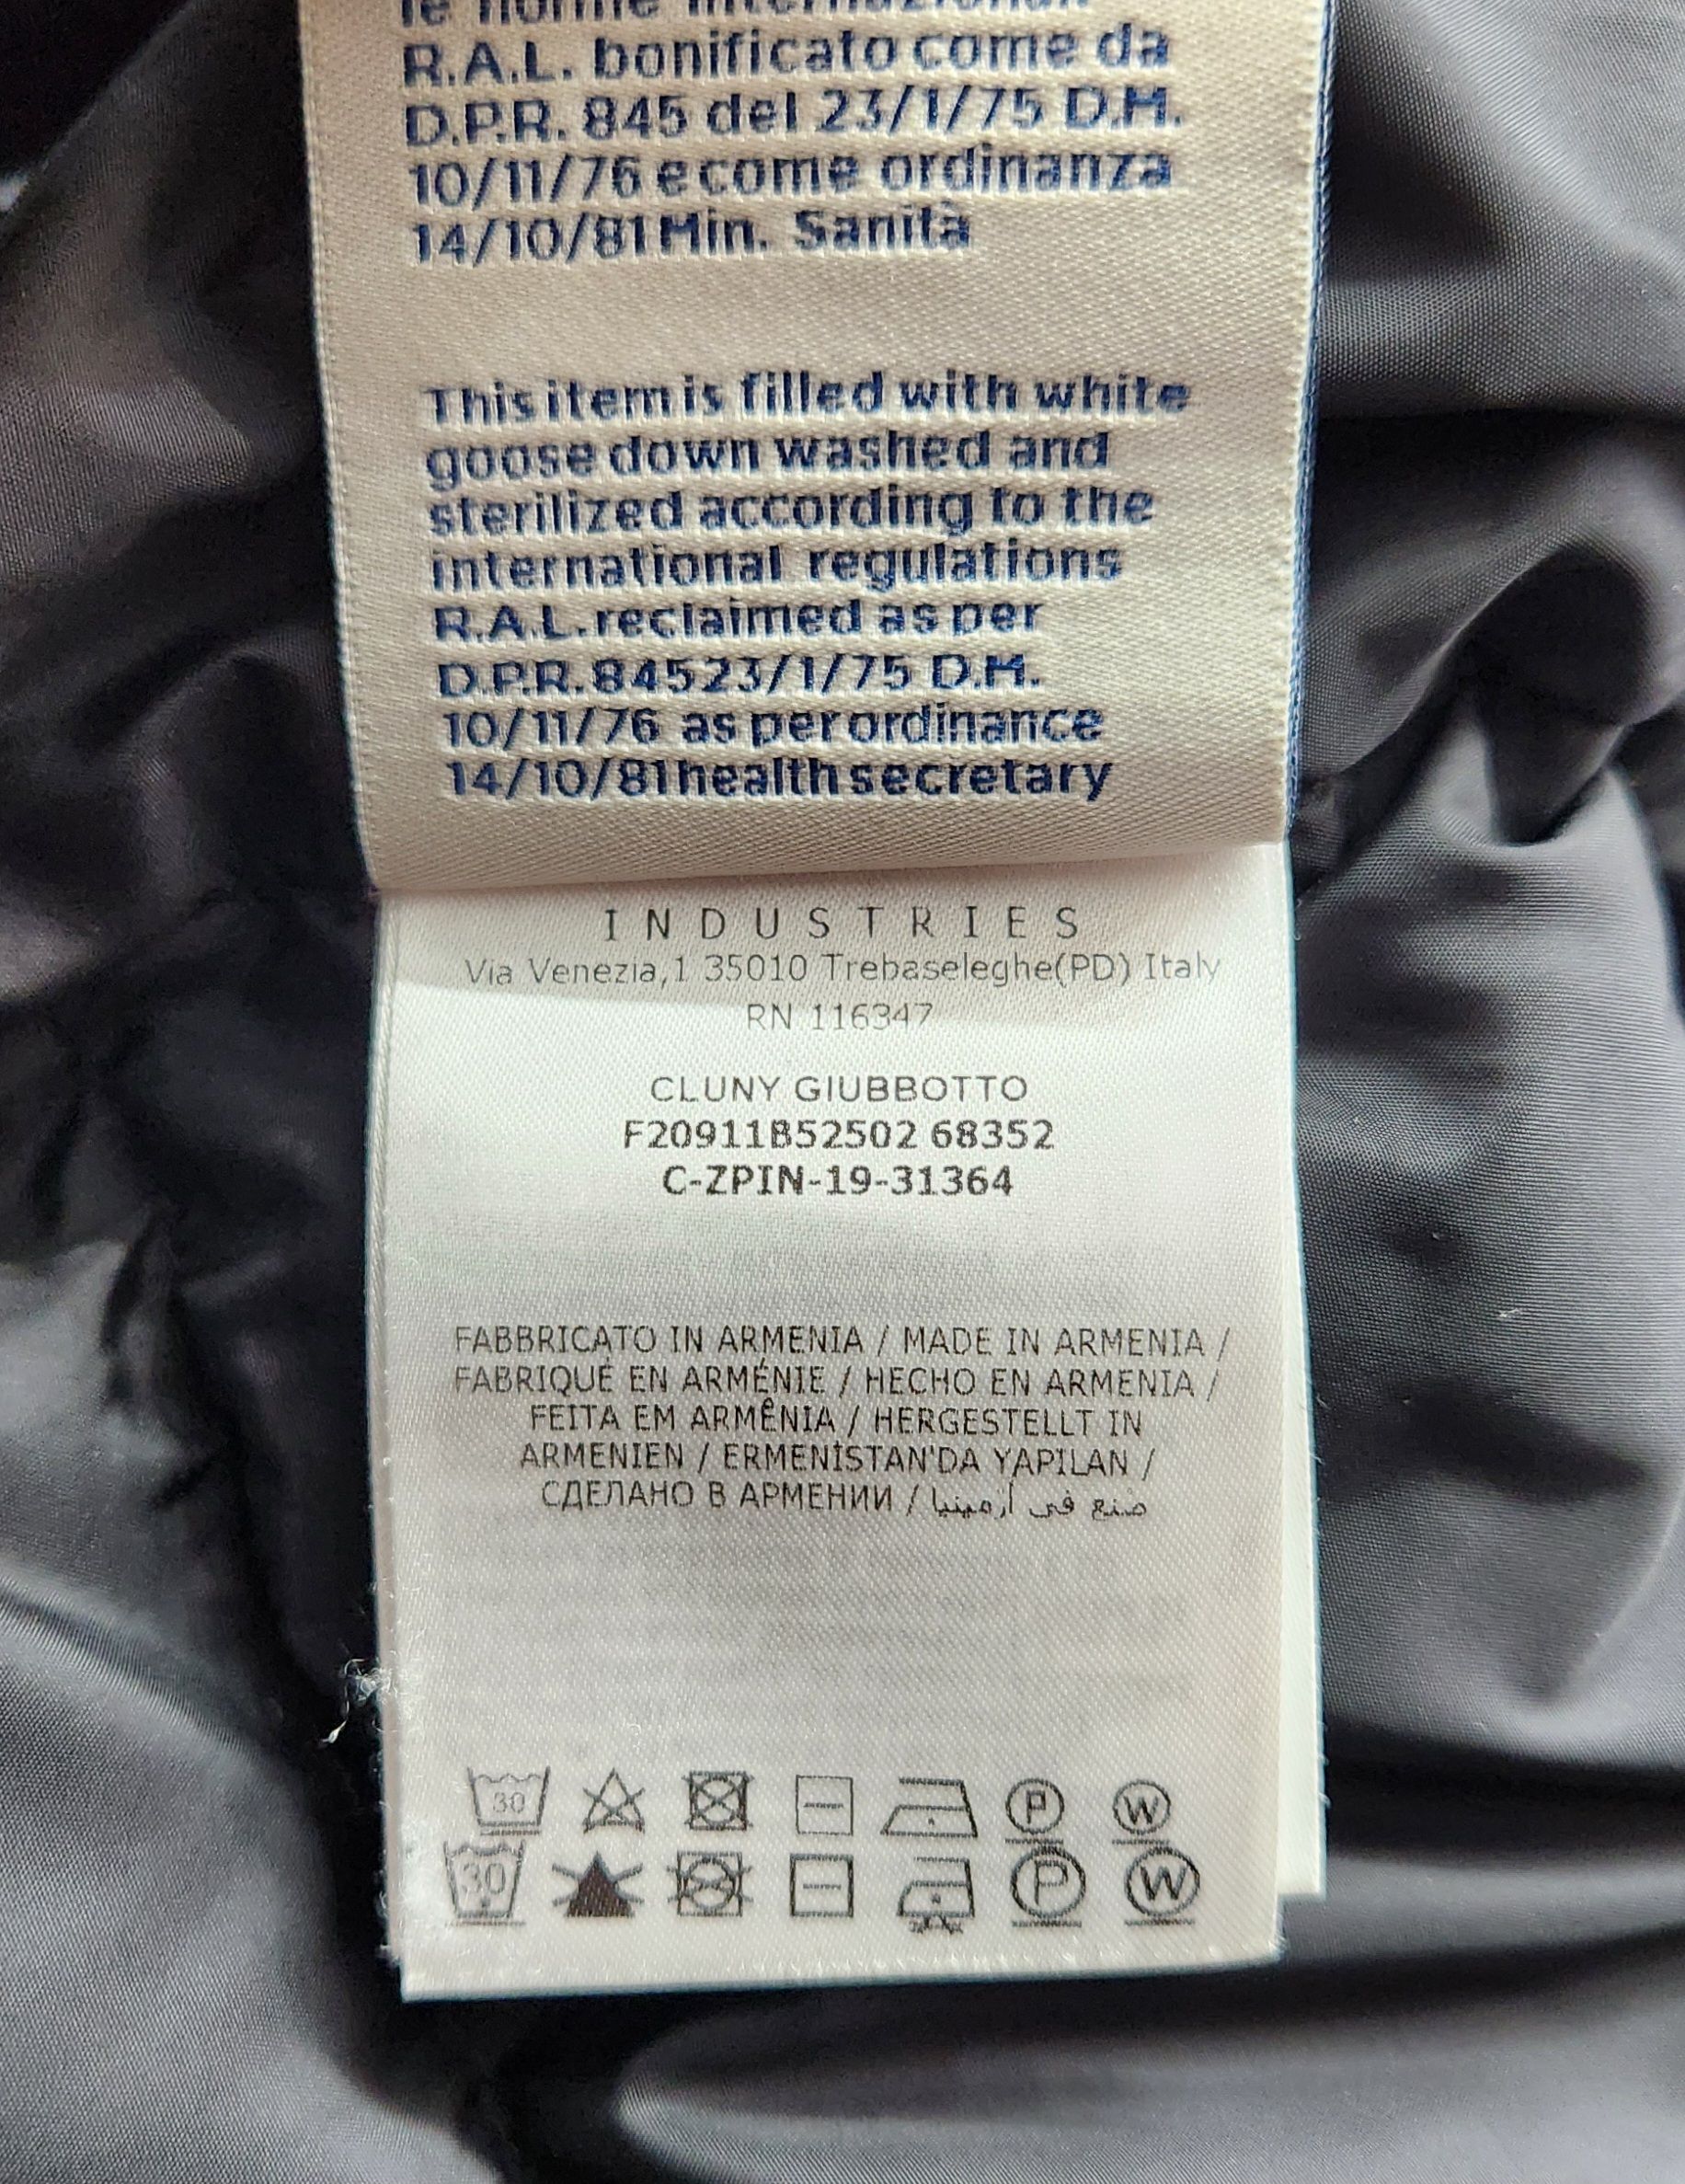 le norme internazionali
R.A.L. bonificato come da
D.P.R. 845 del 23/1/75 D.M.
10/11/76 e come ordinanza
14/10/81 Min. Sanità
This item is filled with white
goose down washed and
sterilized according to the
international regulations
R.A.L. reclaimed as per
D.P.R. 845 23/1/75 D.M.
10/11/76 as per ordinance
14/10/81 health secretary
INDUSTRIES
Via Venezia,1 35010 Trebaseleghe(PD) Italy
RN 116347
CLUNY GIUBBOTTO
F20911B52502 68352
C-ZPIN-19-31364
FABBRICATO IN ARMENIA / MADE IN ARMENIA /
FABRIQUÉ EN ARMÉNIE / HECHO EN ARMENIA /
FEITA EM ARMÊNIA / HERGESTELLT IN
ARMENIEN / ERMENİSTAN'DA YAPILAN /
СДЕЛАНО В АРМЕНИИ / صنع في أرمينيا
30 P W
30 P W